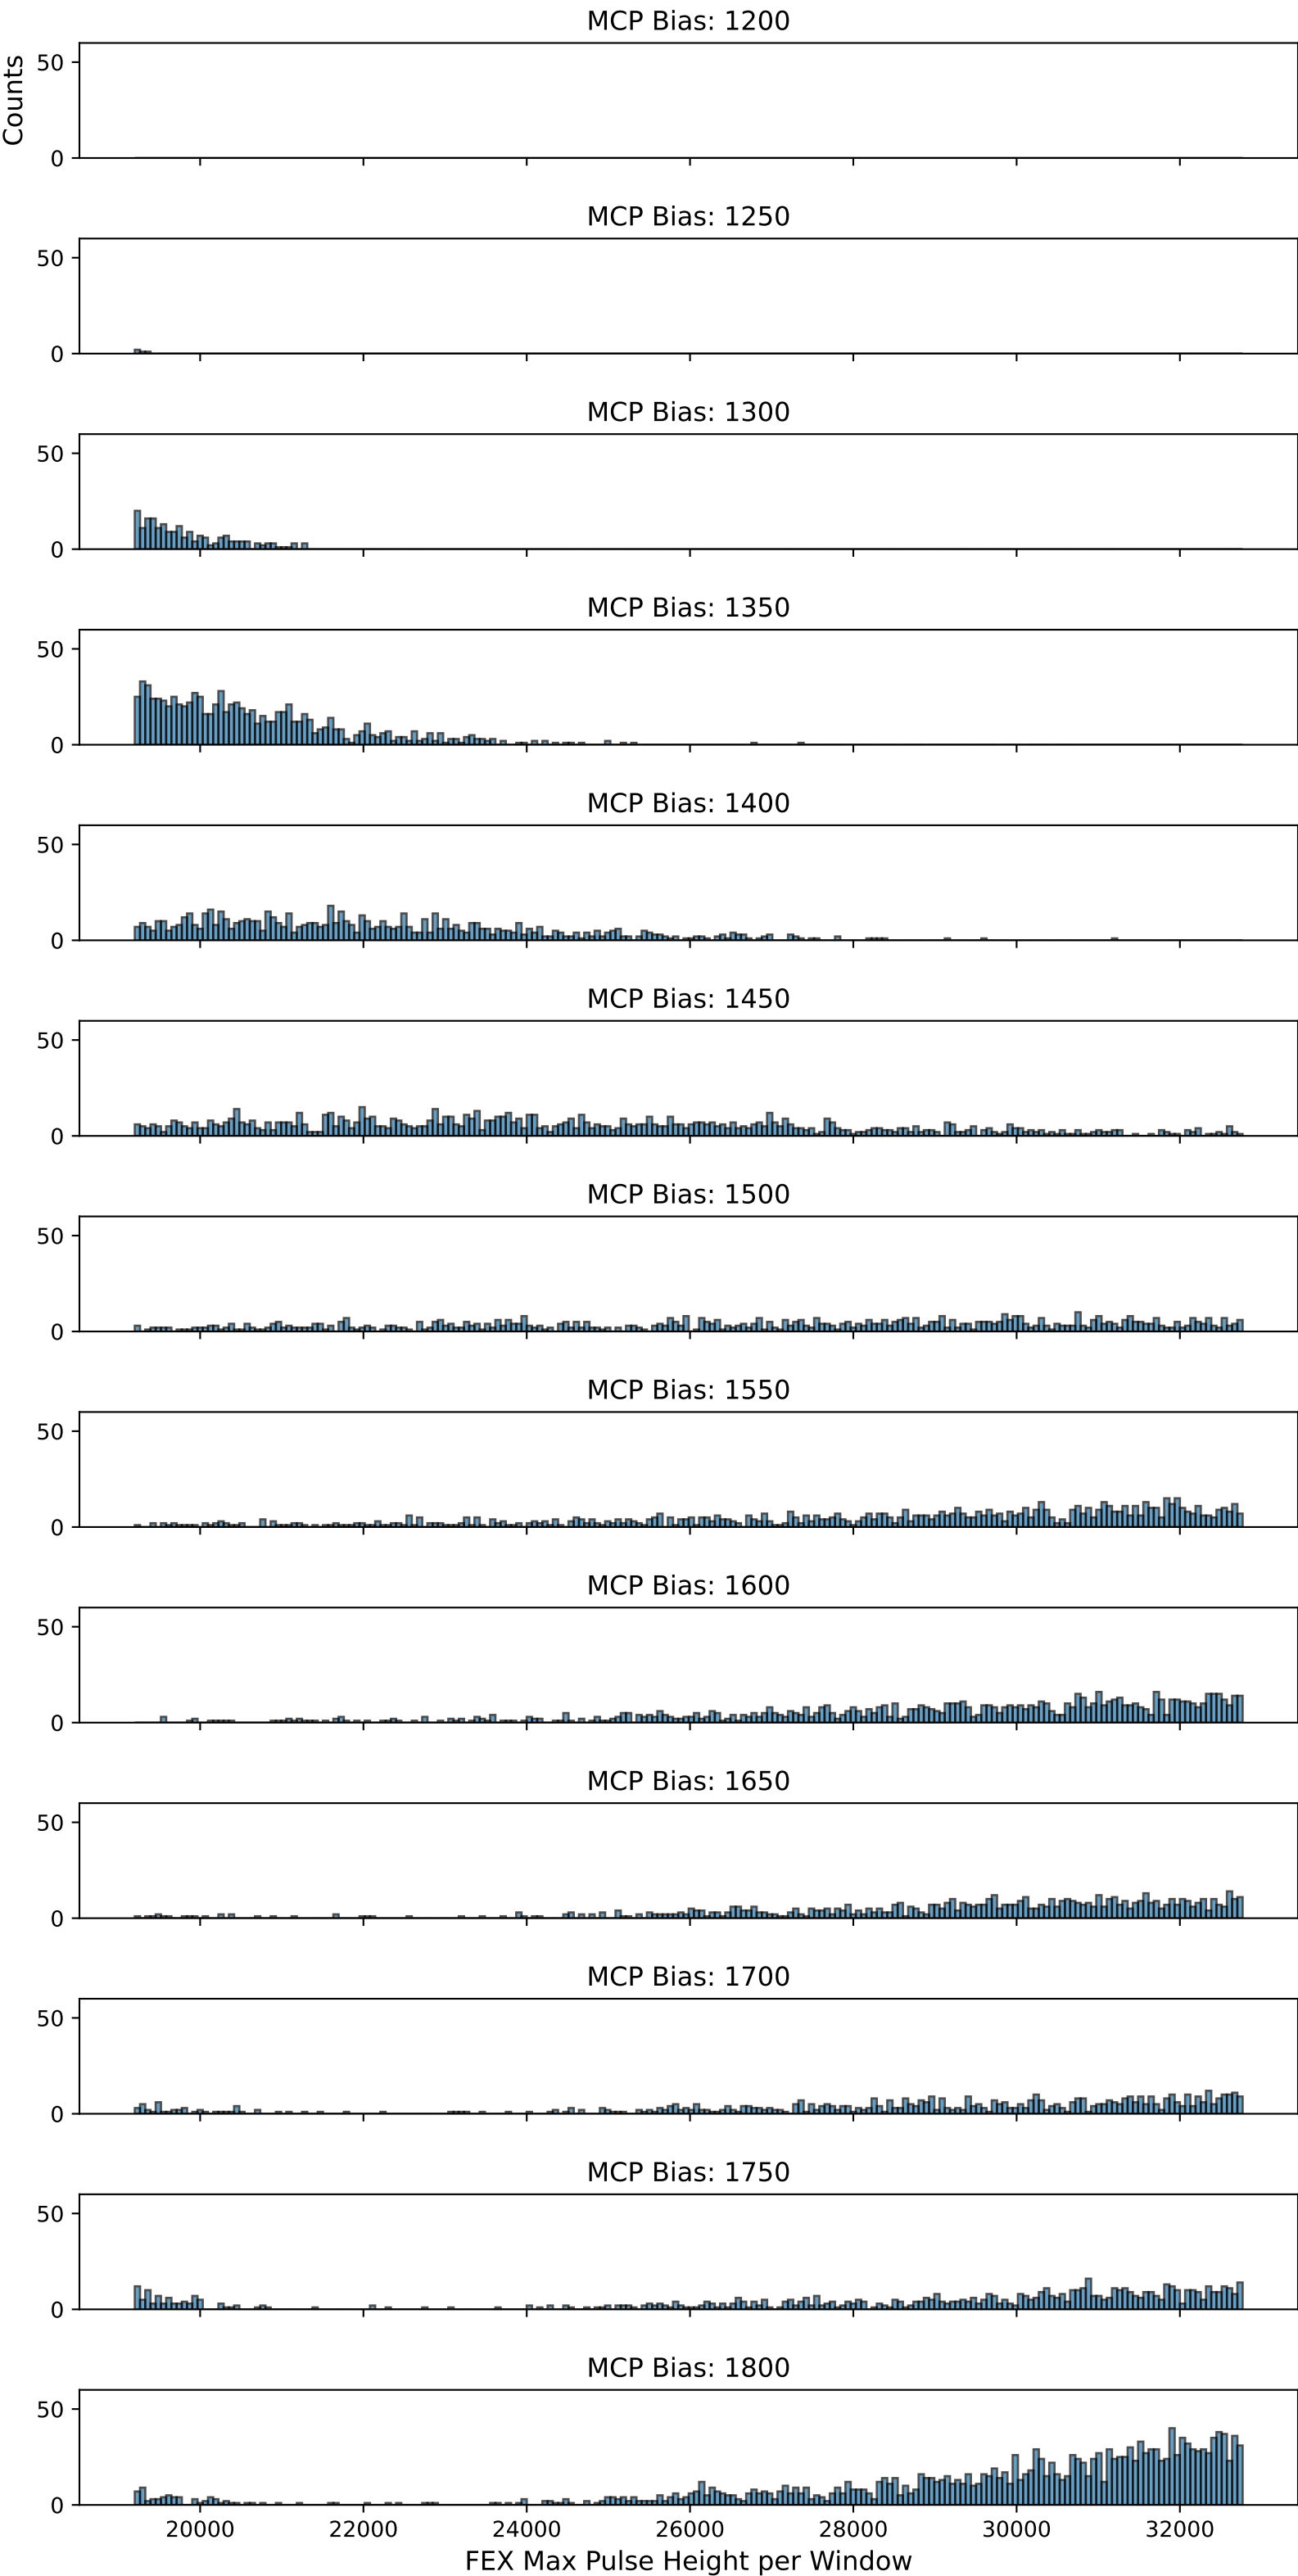 MCP Bias: 1200
Counts
50
0
MCP Bias: 1250
50
0
MCP Bias: 1300
50
0
MCP Bias: 1350
50
0
MCP Bias: 1400
50
0
MCP Bias: 1450
50
0
MCP Bias: 1500
50
0
MCP Bias: 1550
50
0
MCP Bias: 1600
50
0
MCP Bias: 1650
50
0
MCP Bias: 1700
50
0
MCP Bias: 1750
50
0
MCP Bias: 1800
50
0
20000 22000 24000 26000 28000 30000 32000
FEX Max Pulse Height per Window